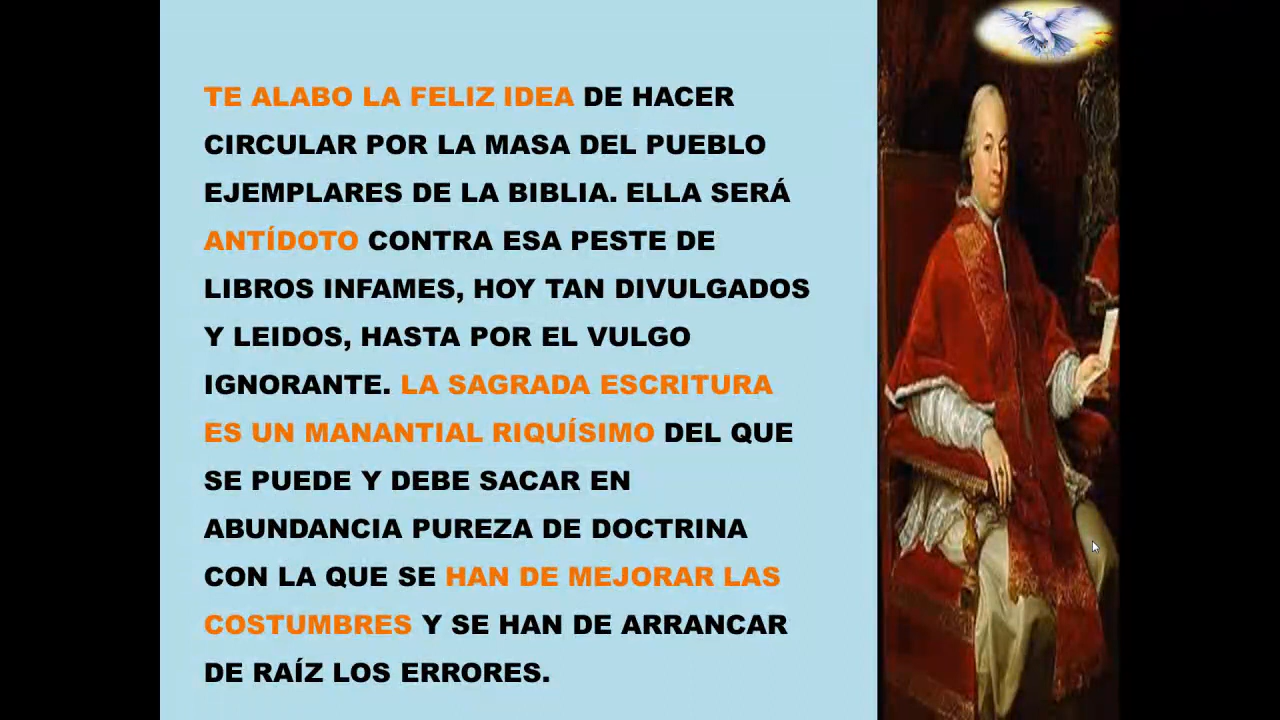 TE ALABO LA FELIZ IDEA DE HACER
CIRCULAR POR LA MASA DEL PUEBLO
EJEMPLARES DE LA BIBLIA. ELLA SERÁ
ANTÍDOTO CONTRA ESA PESTE DE
LIBROS INFAMES, HOY TAN DIVULGADOS
Y LEIDOS, HASTA POR EL VULGO
IGNORANTE. LA SAGRADA ESCRITURA
ES UN MANANTIAL RIQUÍSIMO DEL QUE
SE PUEDE Y DEBE SACAR EN
ABUNDANCIA PUREZA DE DOCTRINA
CON LA QUE SE HAN DE MEJORAR LAS
COSTUMBRES Y SE HAN DE ARRANCAR
DE RAÍZ LOS ERRORES.